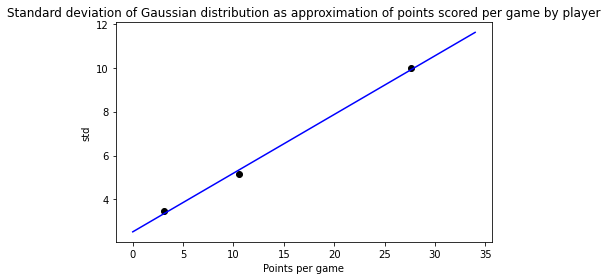 Standard deviation of Gaussian distribution as approximation of points scored per game by player
12
10
8
6
4
std
0 5 10 15 20 25 30 35
Points per game